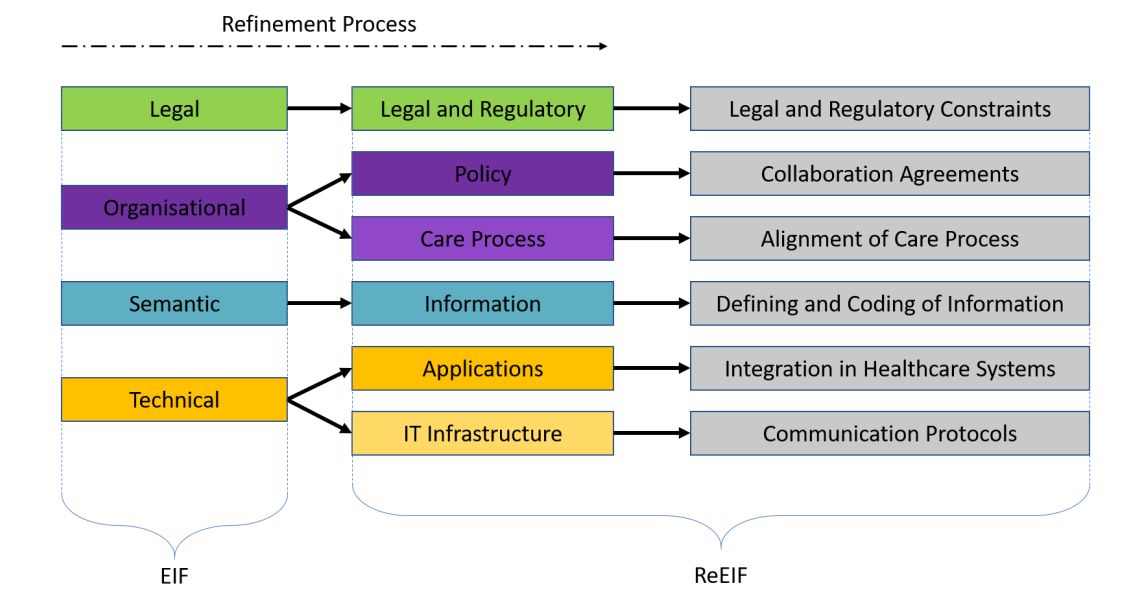 Refinement Process
Legal
Legal and Regulatory
Legal and Regulatory Constraints
Organisational
Policy
Collaboration Agreements
Care Process
Alignment of Care Process
Semantic
Information
Defining and Coding of Information
Technical
Applications
Integration in Healthcare Systems
IT Infrastructure
Communication Protocols
EIF
ReEIF